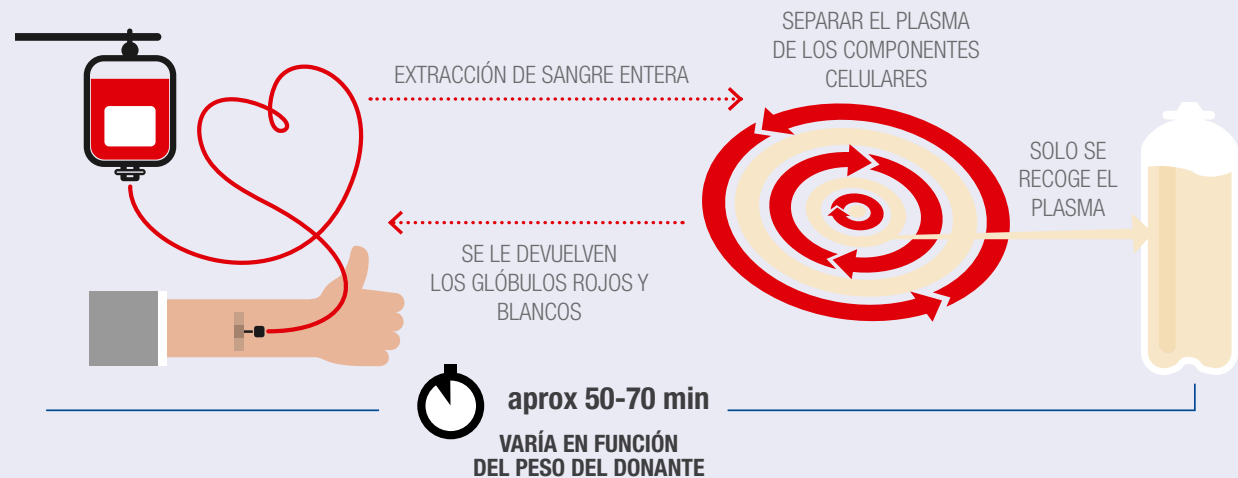 EXTRACCIÓN DE SANGRE ENTERA
SEPARAR EL PLASMA
DE LOS COMPONENTES
CELULARES
SOLO SE
RECOGE EL
PLASMA
SE LE DEVUELVEN
LOS GLÓBULOS ROJOS Y
BLANCOS
aprox 50-70 min
VARÍA EN FUNCIÓN
DEL PESO DEL DONANTE